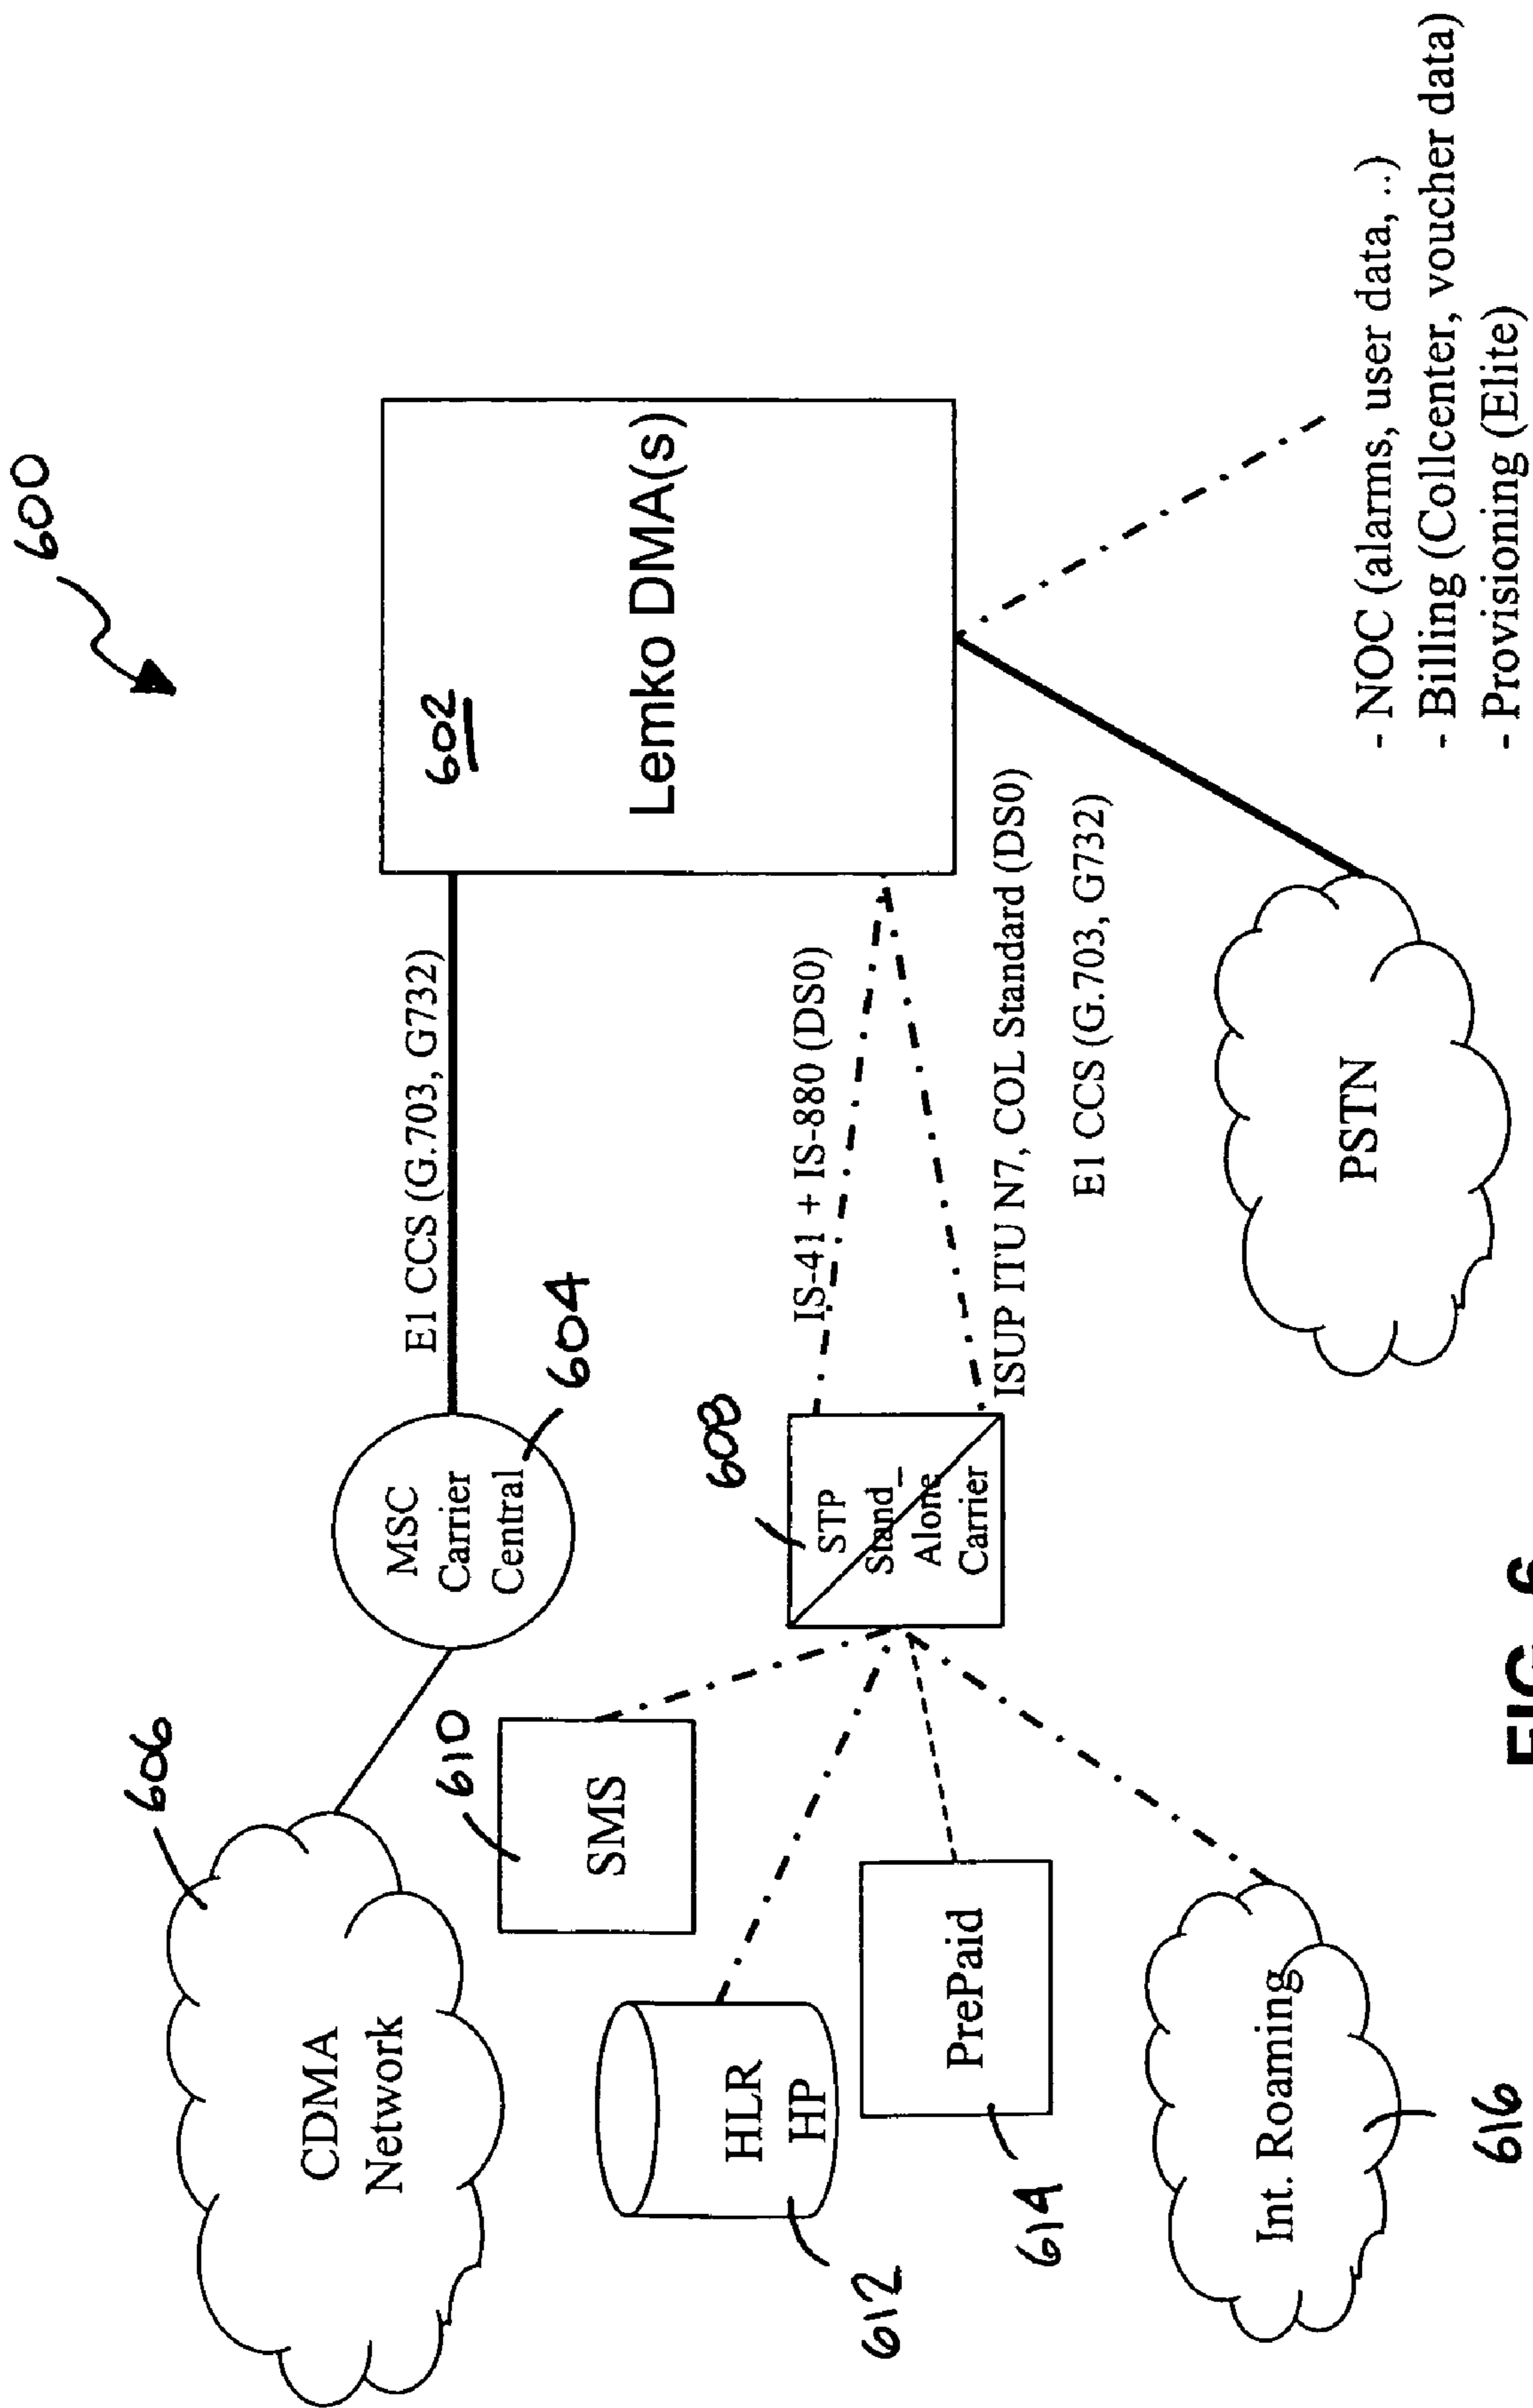 600
606
CDMA
Network
MSC
Carrier
Central
604
E1 CCS (G.703, G732)
602
Lemko DMA(s)
610
SMS
608
STP
Stand_
Alone
Carrier
IS-41 + IS-880 (DS0)
ISUP ITU N7, COL Standard (DS0)
E1 CCS (G.703, G732)
HLR
HP
612
PrePaid
614
Int. Roaming
616
PSTN
- NOC (alarms, user data, ..)
- Billing (Collcenter, voucher data)
- Provisioning (Elite)
FIG. 6